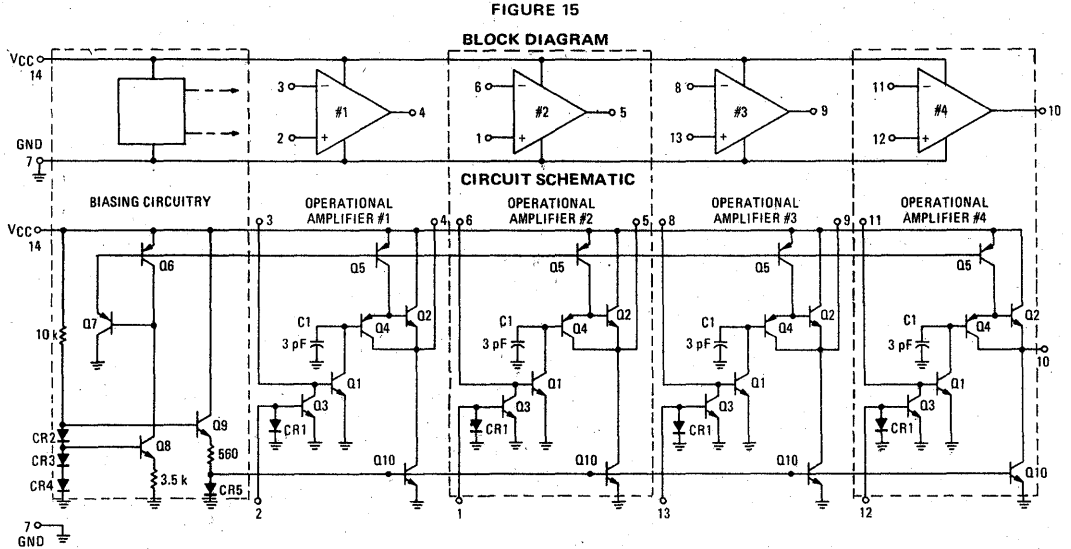 FIGURE 15
BLOCK DIAGRAM
VCC
14
3
−
#1
4
2
+
6
−
#2
5
1
+
8
−
#3
9
13
+
11
−
#4
10
12
+
GND
7
CIRCUIT SCHEMATIC
BIASING CIRCUITRY
OPERATIONAL
AMPLIFIER #1
OPERATIONAL
AMPLIFIER #2
OPERATIONAL
AMPLIFIER #3
OPERATIONAL
AMPLIFIER #4
VCC
14
3
4
6
5
8
9
11
Q6
Q5
Q5
Q5
Q5
Q7
10 k
C1
3 pF
Q4
Q2
C1
3 pF
Q4
Q2
C1
3 pF
Q4
Q2
C1
3 pF
Q4
Q2
10
Q1
Q3
CR1
Q1
Q3
CR1
Q1
Q3
CR1
Q1
Q3
CR1
CR2
Q8
Q9
CR3
560
CR4
3.5 k
CR5
Q10
Q10
Q10
Q10
2
1
13
12
7
GND